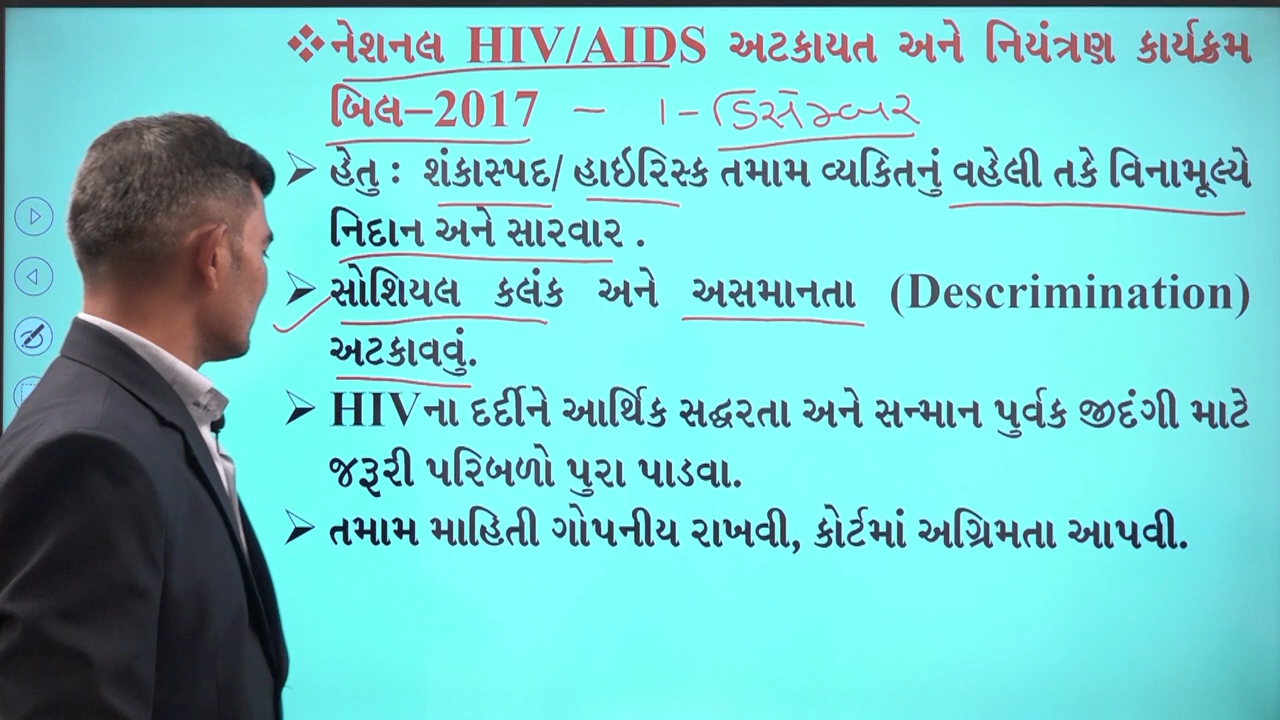 ❖નેશનલ HIV/AIDS અટકાયત અને નિયંત્રણ કાર્યક્રમ
બિલ–2017 – 1-ડિસેમ્બર
➢ હેતુ : શંકાસ્પદ/ હાઇરિસ્ક તમામ વ્યકિતનું વહેલી તકે વિનામૂલ્યે
નિદાન અને સારવાર .
➢ સોશિયલ કલંક અને અસમાનતા (Descrimination)
અટકાવવું.
➢ HIVના દર્દીને આર્થિક સદ્ધરતા અને સન્માન પુર્વક જીદંગી માટે
જરૂરી પરિબળો પુરા પાડવા.
➢ તમામ માહિતી ગોપનીય રાખવી, કોર્ટમાં અગ્રિમતા આપવી.